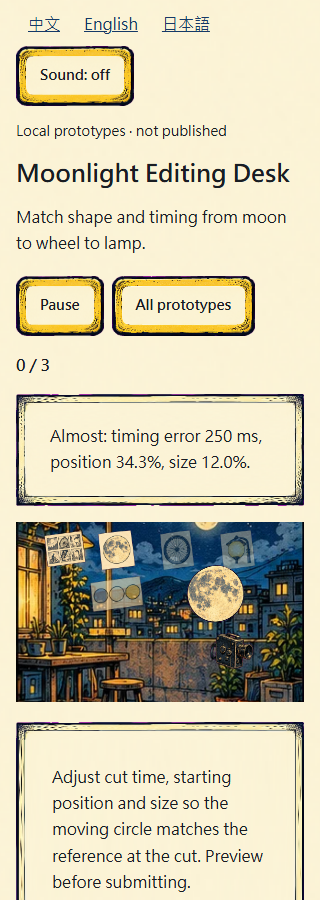 中文 English 日本語
Sound: off
Local prototypes · not published
Moonlight Editing Desk
Match shape and timing from moon
to wheel to lamp.
Pause All prototypes
0 / 3
Almost: timing error 250 ms,
position 34.3%, size 12.0%.
Adjust cut time, starting
position and size so the
moving circle matches the
reference at the cut. Preview
before submitting.